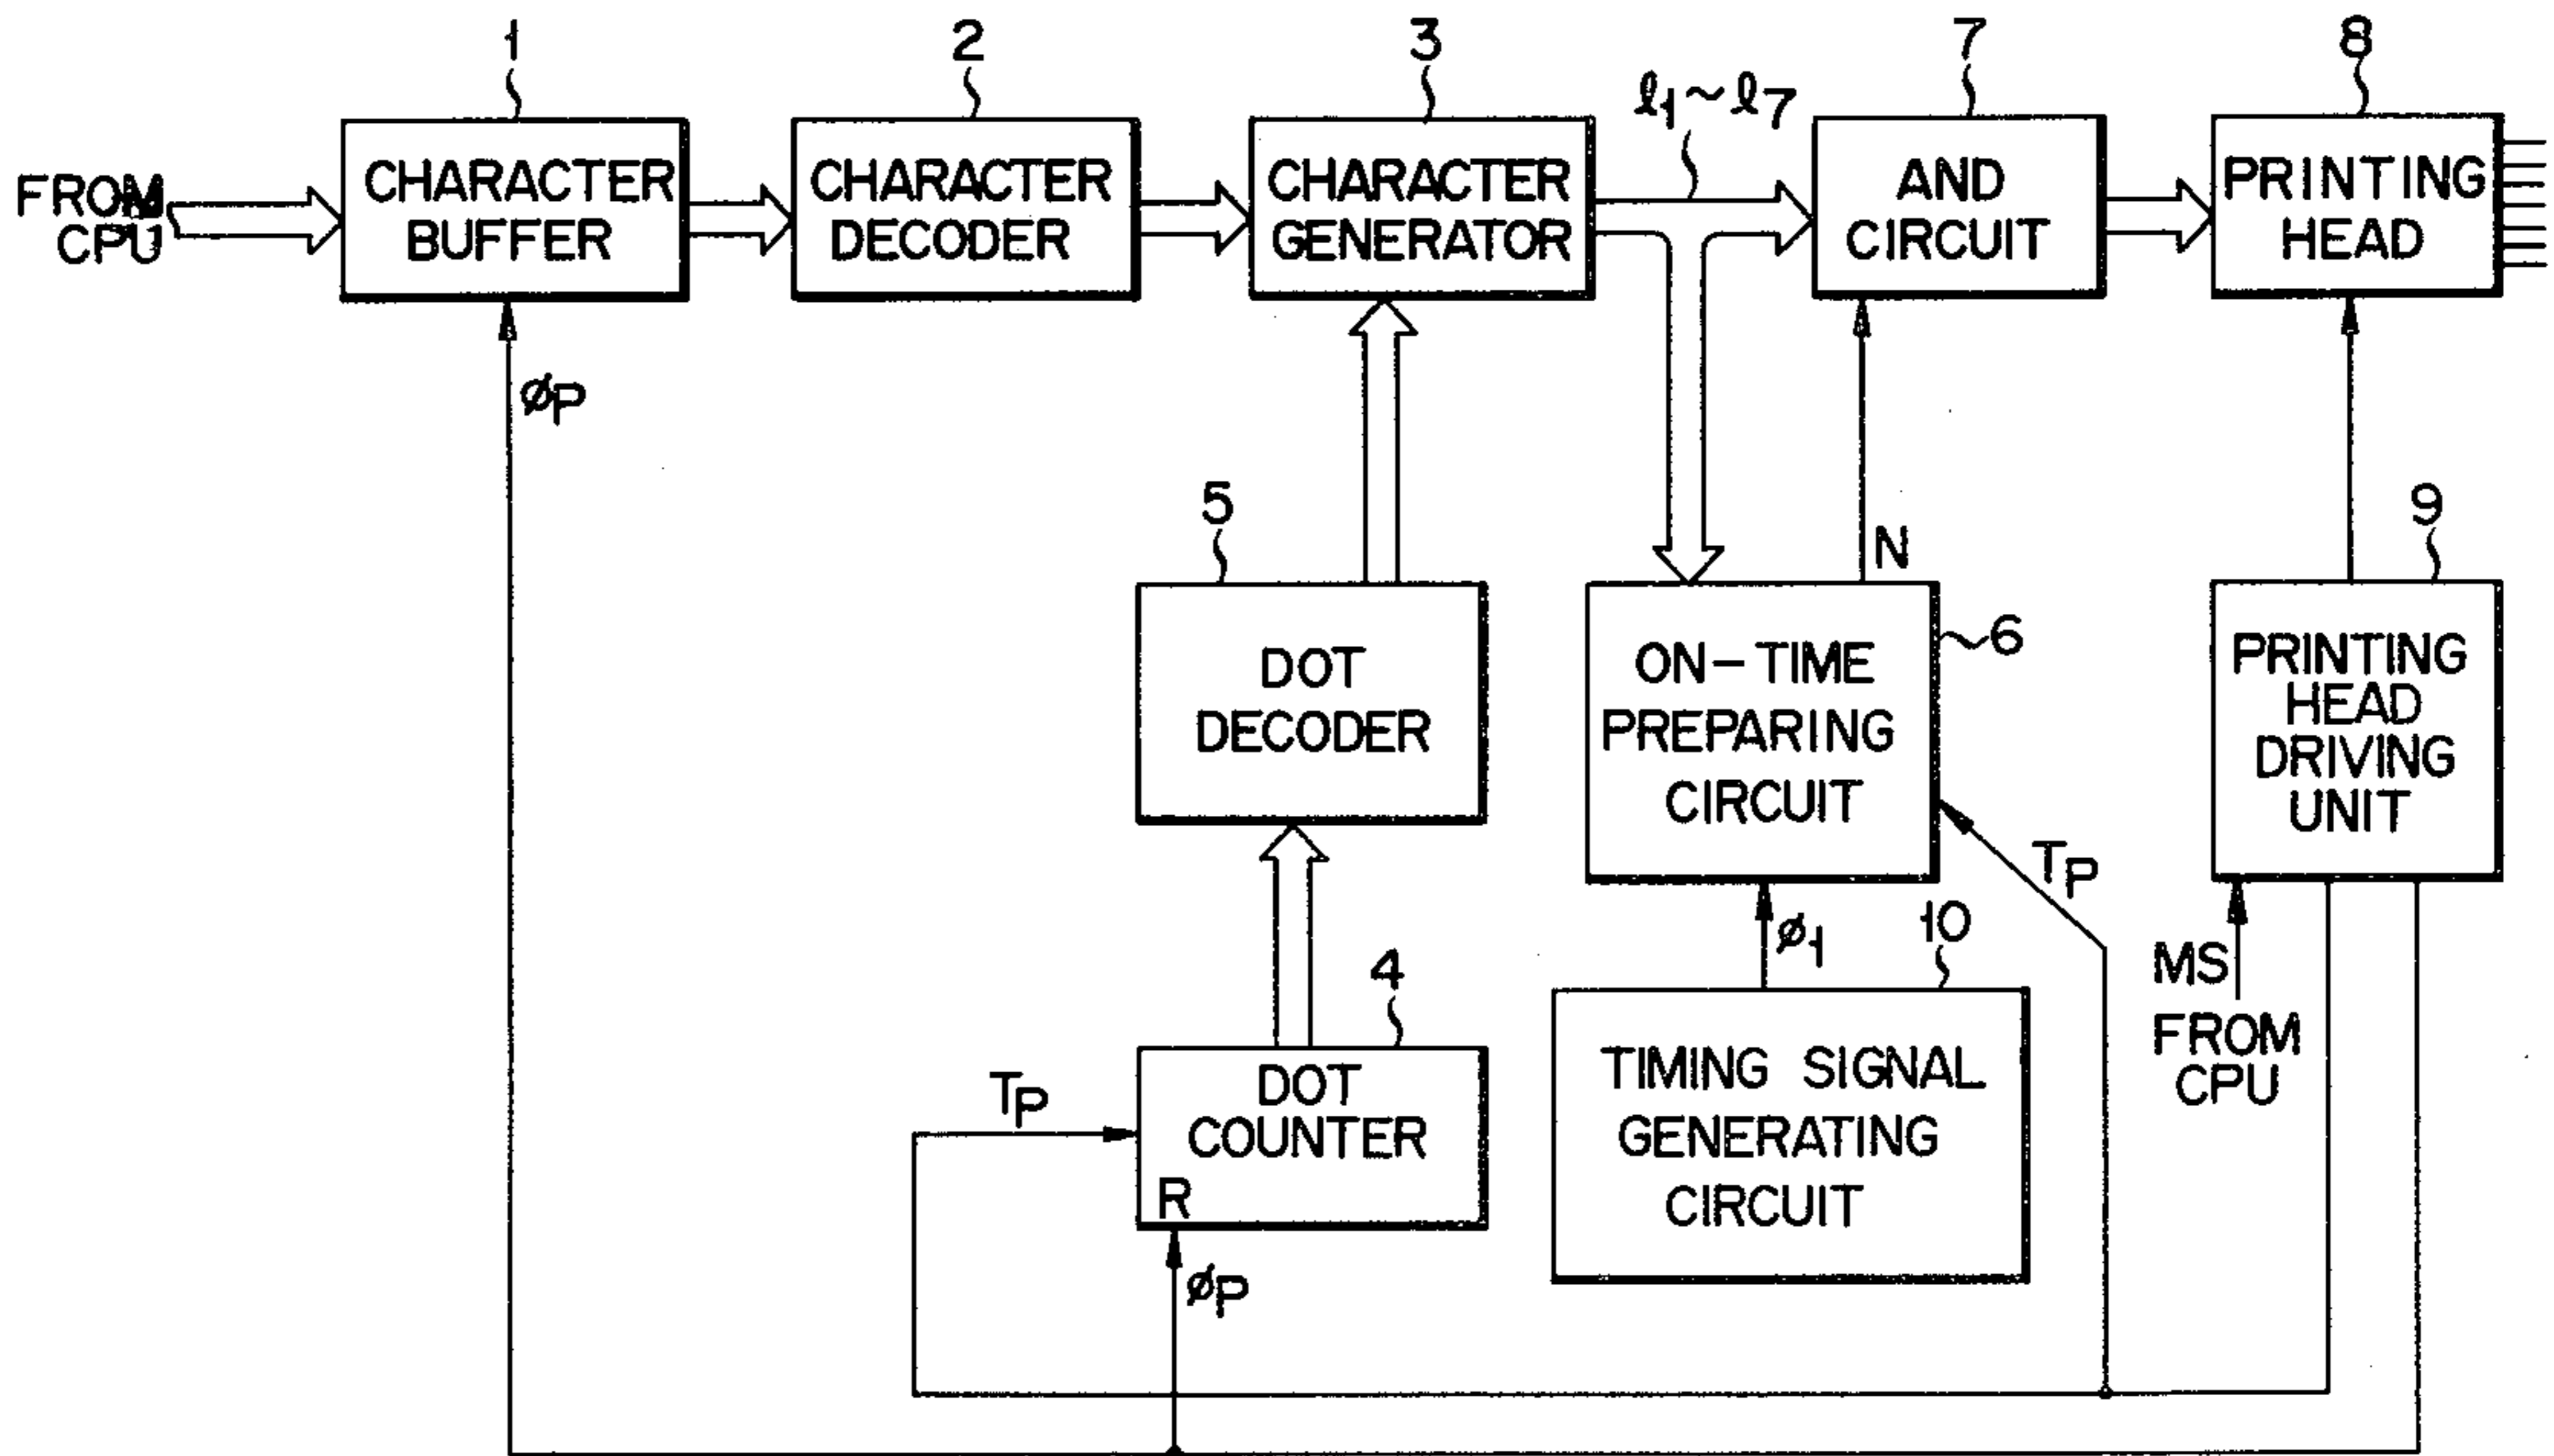 1
2
3
7
8
ℓ1~ℓ7
FROM
CPU
CHARACTER
BUFFER
CHARACTER
DECODER
CHARACTER
GENERATOR
AND
CIRCUIT
PRINTING
HEAD
øP
5
N
9
DOT
DECODER
6
ON-TIME
PREPARING
CIRCUIT
PRINTING
HEAD
DRIVING
UNIT
TP
4
ø1
10
MS
FROM
CPU
TP
DOT
COUNTER
R
TIMING SIGNAL
GENERATING
CIRCUIT
øP